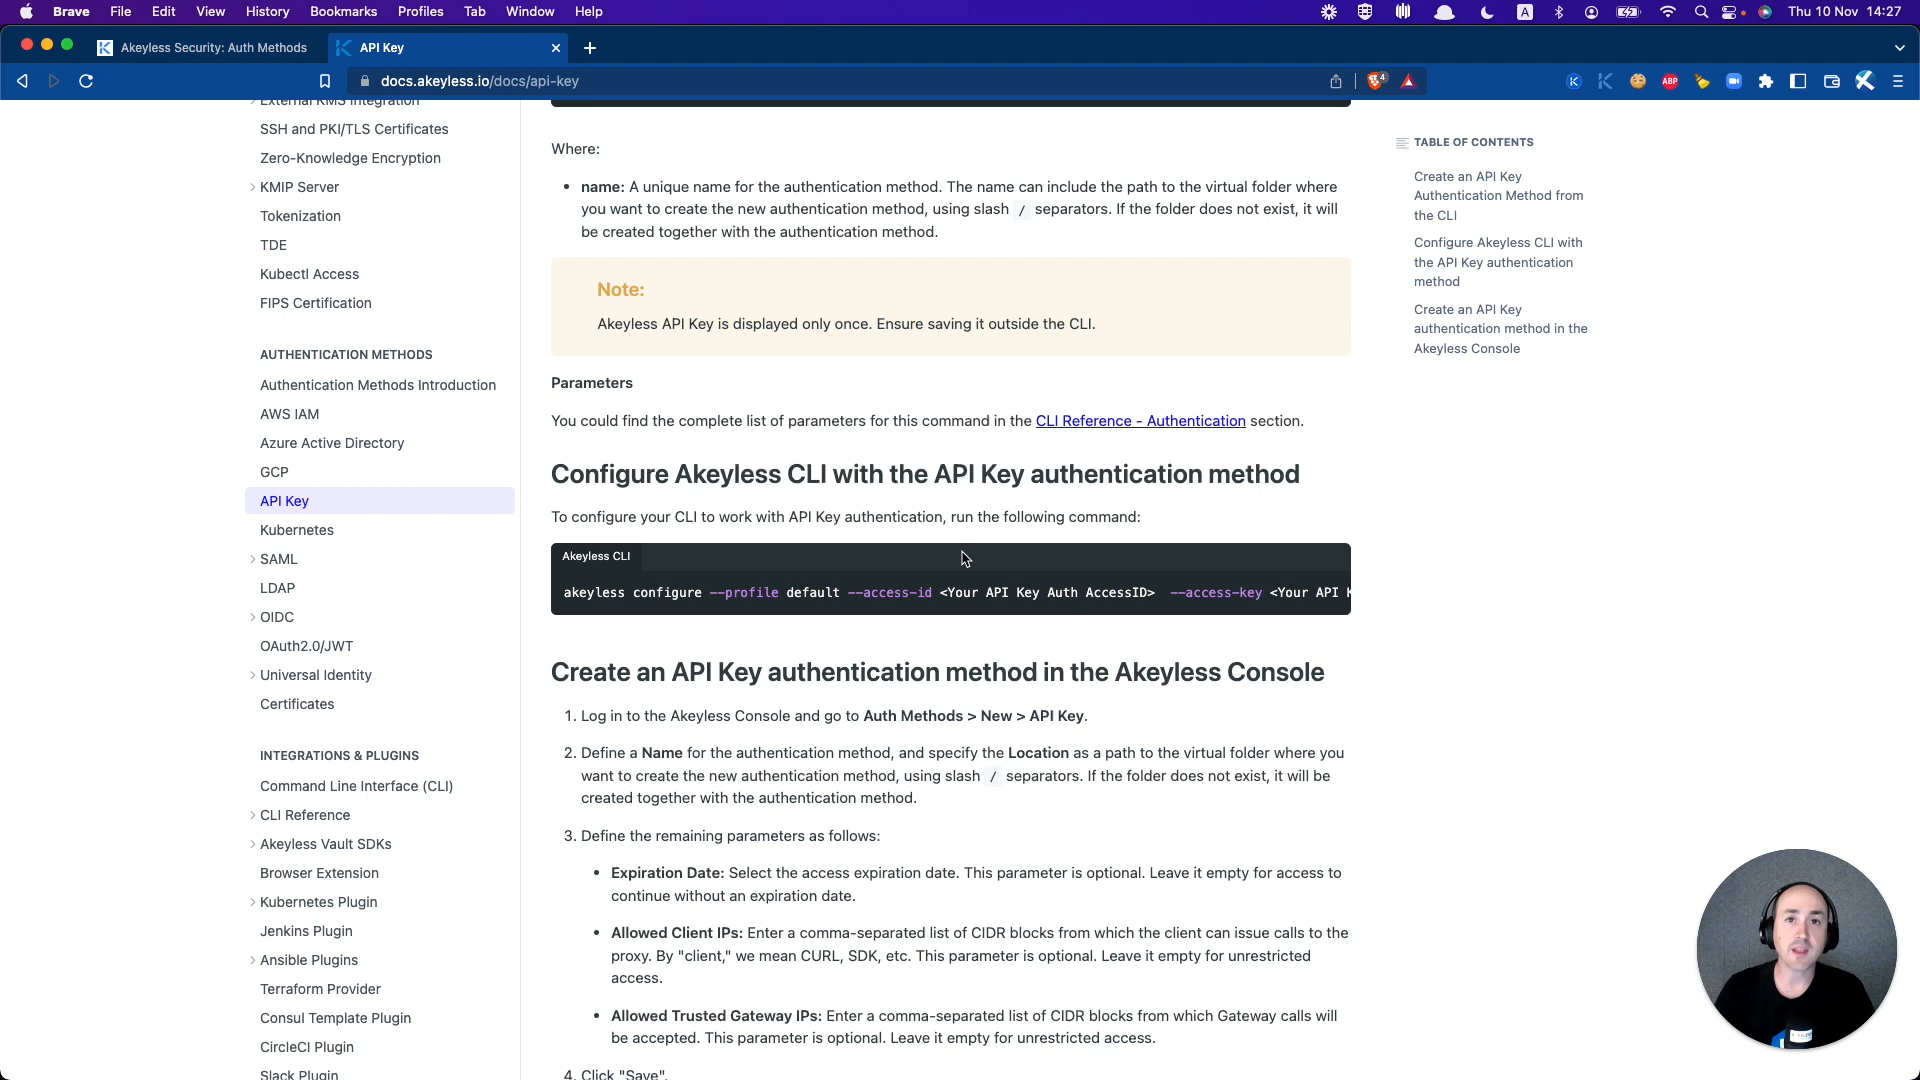 Brave File Edit View History Bookmarks Profiles Tab Window Help
A
Thu 10 Nov 14:27
Akeyless Security: Auth Methods
API Key
docs.akeyless.io/docs/api-key
4
ABP
External KMS Integration
SSH and PKI/TLS Certificates
Zero-Knowledge Encryption
KMIP Server
Tokenization
TDE
Kubectl Access
FIPS Certification
AUTHENTICATION METHODS
Authentication Methods Introduction
AWS IAM
Azure Active Directory
GCP
API Key
Kubernetes
SAML
LDAP
OIDC
OAuth2.0/JWT
Universal Identity
Certificates
INTEGRATIONS & PLUGINS
Command Line Interface (CLI)
CLI Reference
Akeyless Vault SDKs
Browser Extension
Kubernetes Plugin
Jenkins Plugin
Ansible Plugins
Terraform Provider
Consul Template Plugin
CircleCI Plugin
Slack Plugin
Where:
• name: A unique name for the authentication method. The name can include the path to the virtual folder where
you want to create the new authentication method, using slash / separators. If the folder does not exist, it will
be created together with the authentication method.
Note:
Akeyless API Key is displayed only once. Ensure saving it outside the CLI.
Parameters
You could find the complete list of parameters for this command in the CLI Reference - Authentication section.
Configure Akeyless CLI with the API Key authentication method
To configure your CLI to work with API Key authentication, run the following command:
Akeyless CLI
akeyless configure --profile default --access-id <Your API Key Auth AccessID> --access-key <Your API K
Create an API Key authentication method in the Akeyless Console
1. Log in to the Akeyless Console and go to Auth Methods > New > API Key.
2. Define a Name for the authentication method, and specify the Location as a path to the virtual folder where you
want to create the new authentication method, using slash / separators. If the folder does not exist, it will be
created together with the authentication method.
3. Define the remaining parameters as follows:
• Expiration Date: Select the access expiration date. This parameter is optional. Leave it empty for access to
continue without an expiration date.
• Allowed Client IPs: Enter a comma-separated list of CIDR blocks from which the client can issue calls to the
proxy. By "client," we mean CURL, SDK, etc. This parameter is optional. Leave it empty for unrestricted
access.
• Allowed Trusted Gateway IPs: Enter a comma-separated list of CIDR blocks from which Gateway calls will
be accepted. This parameter is optional. Leave it empty for unrestricted access.
4. Click "Save".
TABLE OF CONTENTS
Create an API Key
Authentication Method from
the CLI
Configure Akeyless CLI with
the API Key authentication
method
Create an API Key
authentication method in the
Akeyless Console